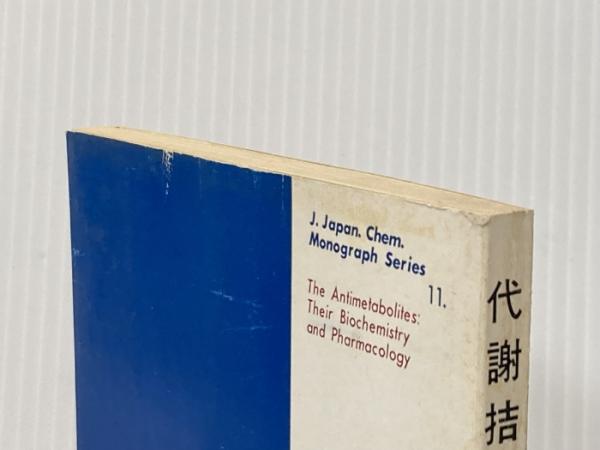 J. Japan. Chem.
Monograph Series
11.
The Antimetabolites:
Their Biochemistry
and Pharmacology
代謝拮